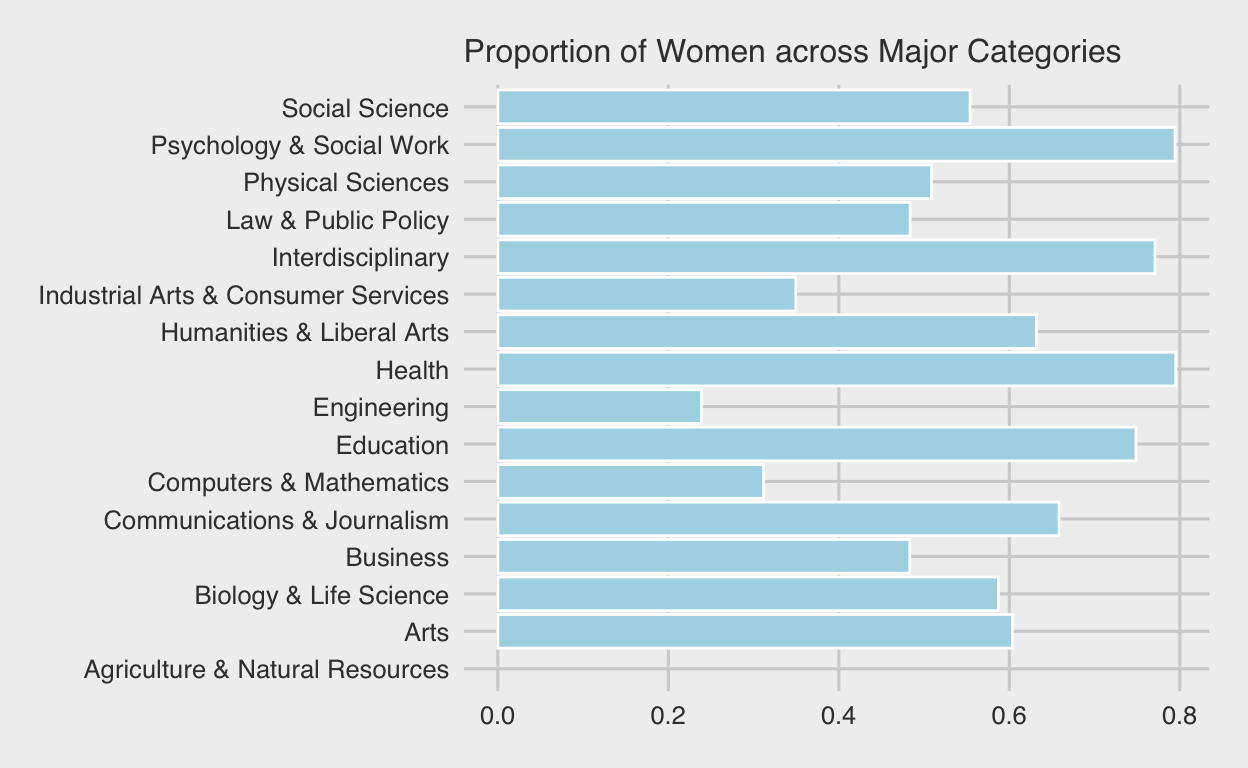 Proportion of Women across Major Categories
Social Science
Psychology & Social Work
Physical Sciences
Law & Public Policy
Interdisciplinary
Industrial Arts & Consumer Services
Humanities & Liberal Arts
Health
Engineering
Education
Computers & Mathematics
Communications & Journalism
Business
Biology & Life Science
Arts
Agriculture & Natural Resources
0.0 0.2 0.4 0.6 0.8